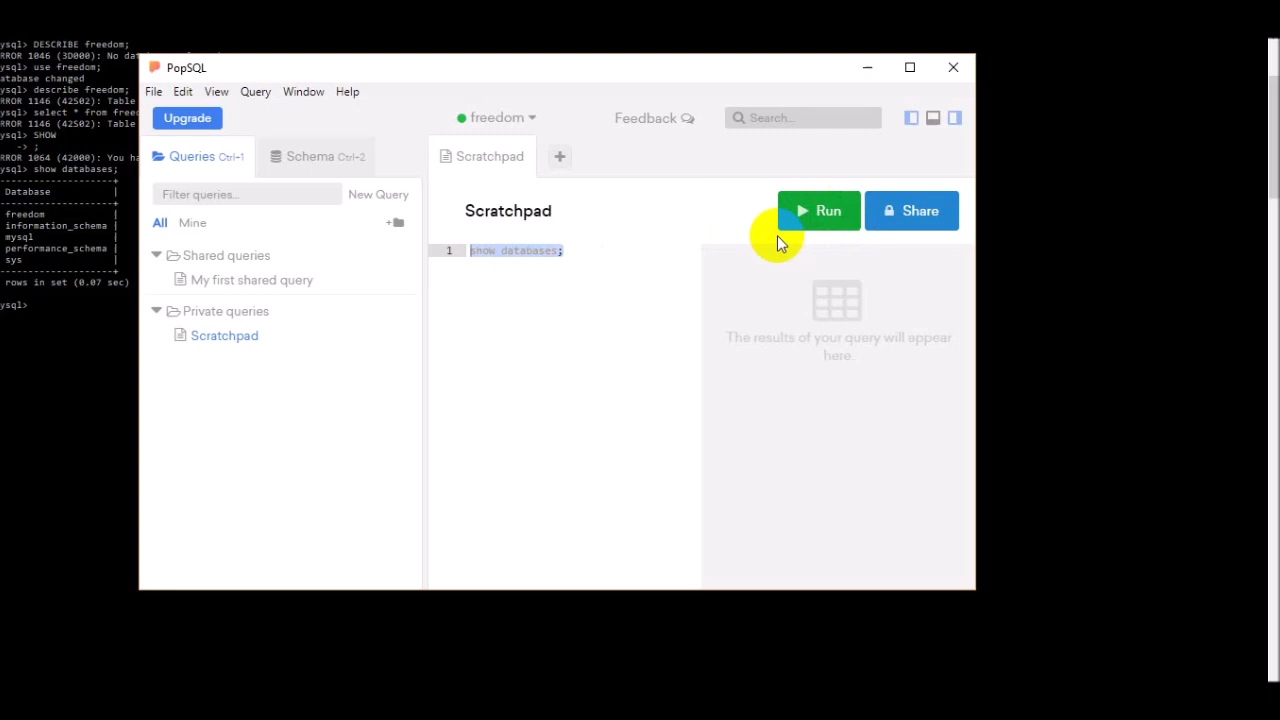 ysql> DESCRIBE freedom;
RROR 1046 (3D000): No dat
ysql> use freedom;
atabase changed
ysql> describe freedom;
RROR 1146 (42S02): Table
ysql> select * from freed
RROR 1146 (42S02): Table
ysql> SHOW
-> ;
RROR 1064 (42000): You ha
ysql> show databases;
Database
freedom
information_schema
mysql
performance_schema
sys
rows in set (0.07 sec)
ysql>
PopSQL
File Edit View Query Window Help
Upgrade
freedom
Feedback
Search...
Queries Ctrl+1
Schema Ctrl+2
Scratchpad
+
Filter queries...
New Query
All Mine
Shared queries
My first shared query
Private queries
Scratchpad
Scratchpad
Run
Share
1 show databases;
The results of your query will appear
here.